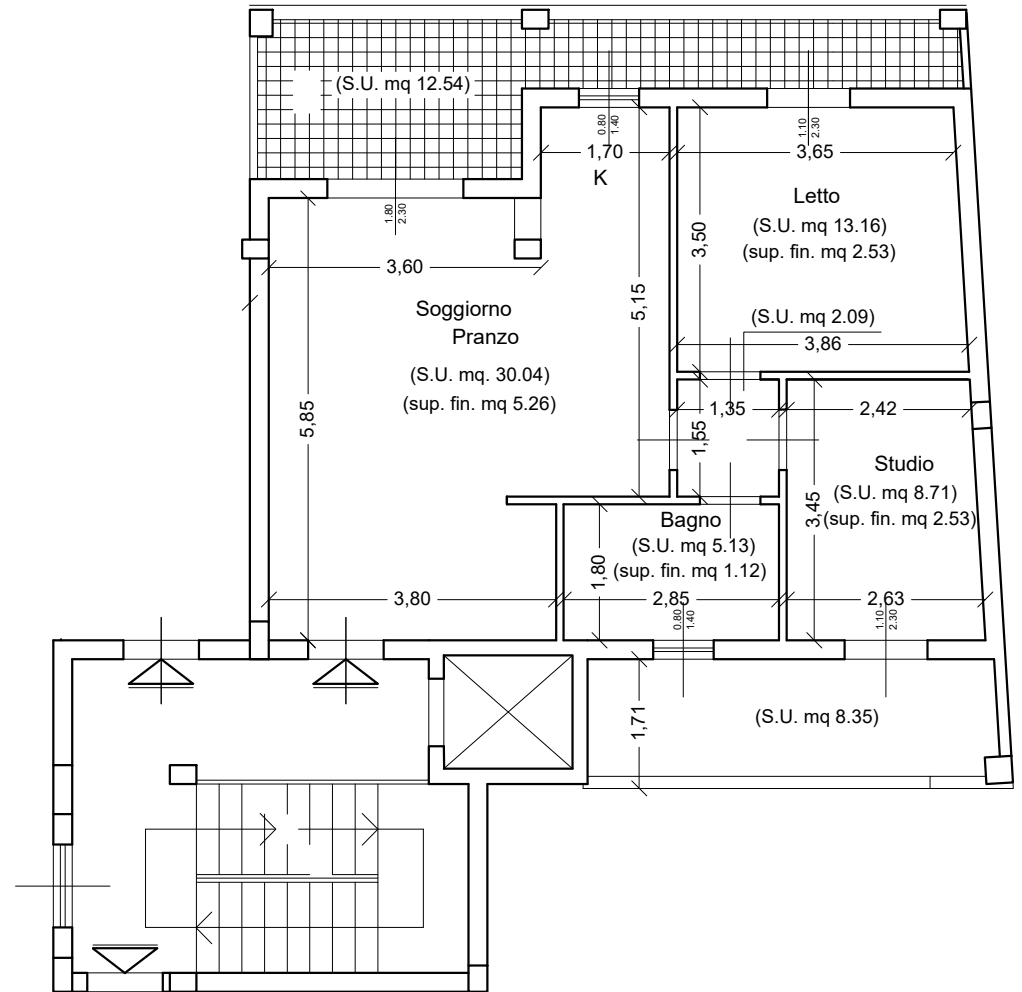 (S.U. mq 12.54)
0.80
1.40
1.10
2.30
1,70
3,65
K
Letto
(S.U. mq 13.16)
(sup. fin. mq 2.53)
1.80
2.30
3,50
3,60
5,15
Soggiorno
Pranzo
(S.U. mq 2.09)
3,86
(S.U. mq. 30.04)
(sup. fin. mq 5.26)
5,85
1,35
2,42
1,55
Studio
(S.U. mq 8.71)
(sup. fin. mq 2.53)
3,45
Bagno
(S.U. mq 5.13)
(sup. fin. mq 1.12)
1,80
3,80
2,85
2,63
0.80
1.40
1.10
2.30
1,71
(S.U. mq 8.35)